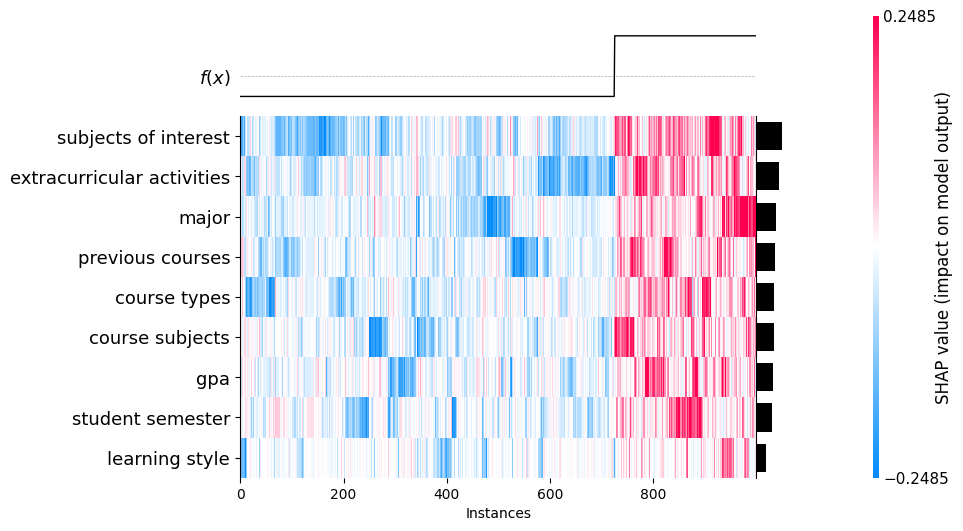 0.2485
f(x)
subjects of interest
extracurricular activities
major
previous courses
course types
course subjects
gpa
student semester
learning style
0 200 400 600 800
Instances
SHAP value (impact on model output)
−0.2485